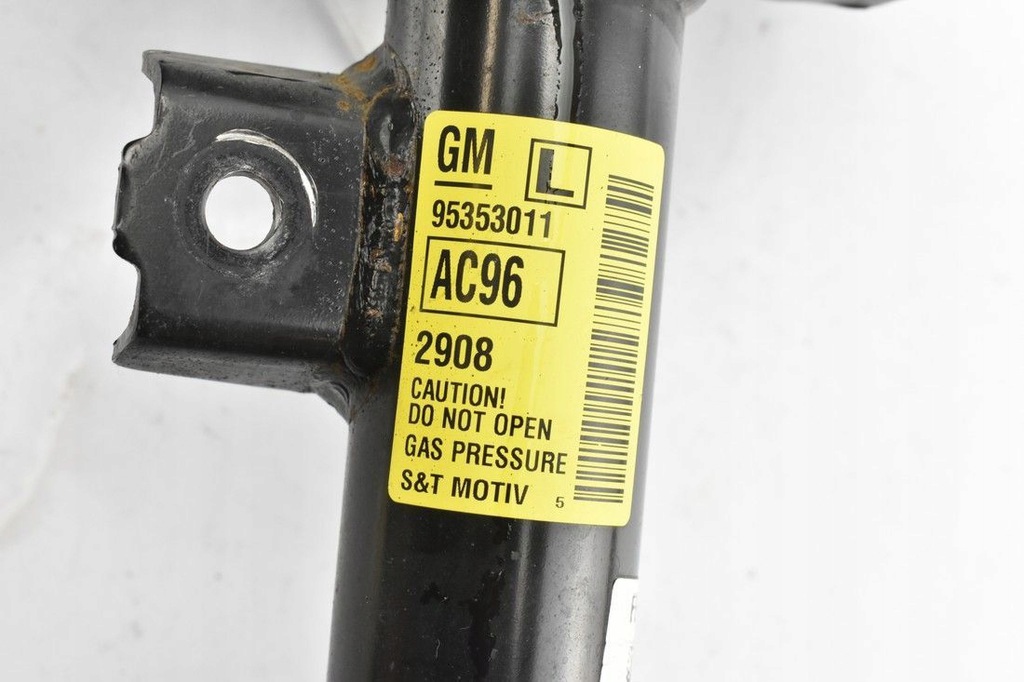 GM L
95353011
AC96
2908
CAUTION!
DO NOT OPEN
GAS PRESSURE
S&T MOTIV 5